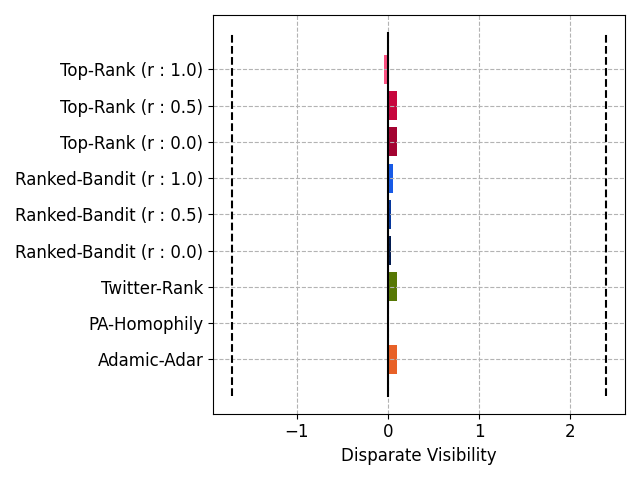 Top-Rank (r : 1.0)
Top-Rank (r : 0.5)
Top-Rank (r : 0.0)
Ranked-Bandit (r : 1.0)
Ranked-Bandit (r : 0.5)
Ranked-Bandit (r : 0.0)
Twitter-Rank
PA-Homophily
Adamic-Adar
−1 0 1 2
Disparate Visibility